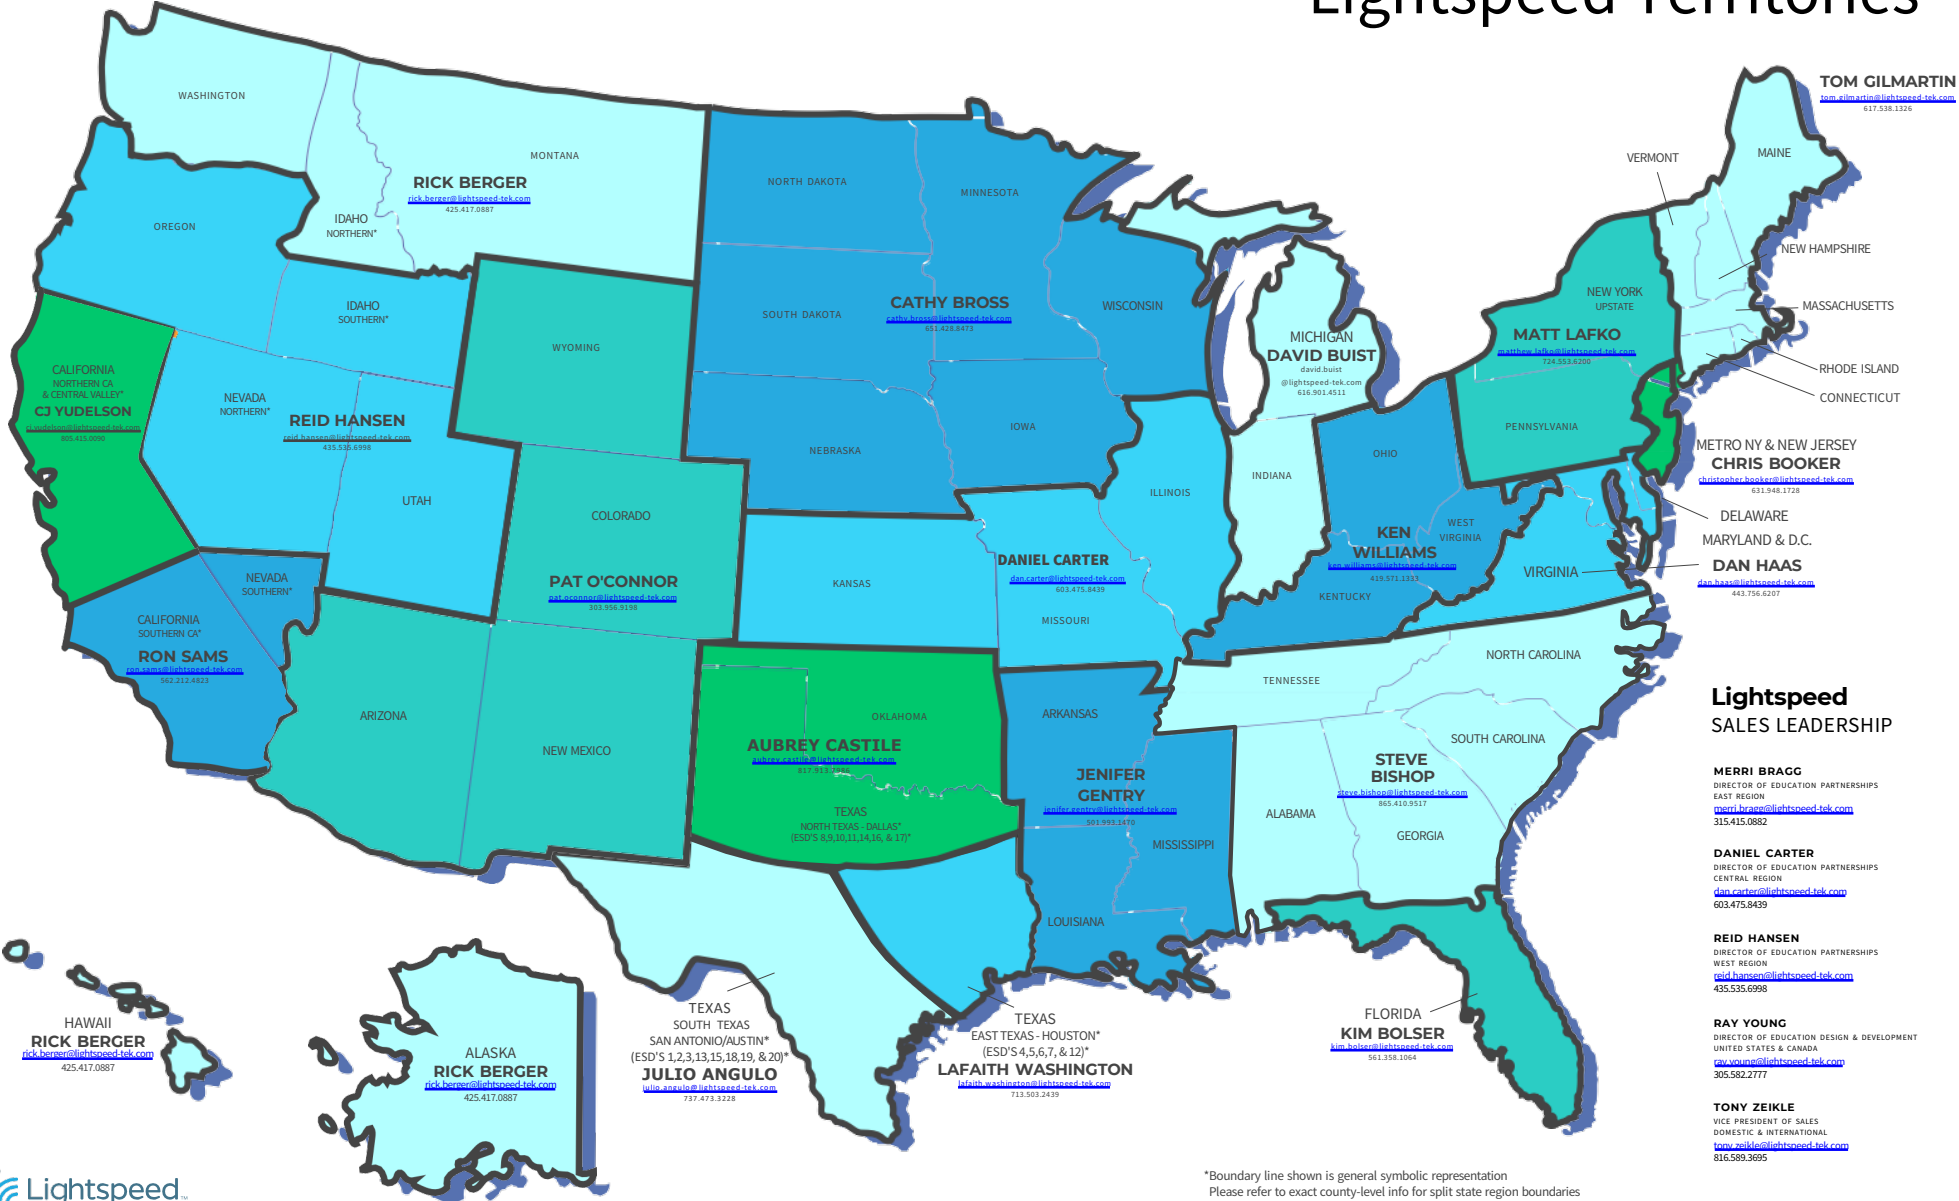 Lightspeed Territories
WASHINGTON
MONTANA
RICK BERGER
rick.berger@lightspeed-tek.com
425.417.0887
IDAHO
NORTHERN*
OREGON
IDAHO
SOUTHERN*
WYOMING
CALIFORNIA
NORTHERN CA
& CENTRAL VALLEY*
CJ YUDELSON
cj.yudelson@lightspeed-tek.com
805.415.0090
NEVADA
NORTHERN*
REID HANSEN
reid.hansen@lightspeed-tek.com
435.535.6998
UTAH
COLORADO
PAT O'CONNOR
pat.oconnor@lightspeed-tek.com
303.956.9198
NEVADA
SOUTHERN*
CALIFORNIA
SOUTHERN CA*
RON SAMS
ron.sams@lightspeed-tek.com
562.212.4823
ARIZONA
NEW MEXICO
NORTH DAKOTA
MINNESOTA
SOUTH DAKOTA
CATHY BROSS
cathy.bross@lightspeed-tek.com
651.428.8473
WISCONSIN
NEBRASKA
IOWA
KANSAS
DANIEL CARTER
dan.carter@lightspeed-tek.com
603.475.8439
ILLINOIS
MISSOURI
OKLAHOMA
AUBREY CASTILE
aubrey.castile@lightspeed-tek.com
817.913.7986
TEXAS
NORTH TEXAS - DALLAS*
(ESD'S 8,9,10,11,14,16, & 17)*
ARKANSAS
JENIFER
GENTRY
jenifer.gentry@lightspeed-tek.com
501.993.1470
MISSISSIPPI
LOUISIANA
MICHIGAN
DAVID BUIST
david.buist
@lightspeed-tek.com
616.901.4511
INDIANA
OHIO
KEN
WILLIAMS
ken.williams@lightspeed-tek.com
419.571.1333
WEST
VIRGINIA
KENTUCKY
TENNESSEE
NORTH CAROLINA
SOUTH CAROLINA
STEVE
BISHOP
steve.bishop@lightspeed-tek.com
865.410.9517
ALABAMA
GEORGIA
FLORIDA
KIM BOLSER
kim.bolser@lightspeed-tek.com
561.358.1064
TOM GILMARTIN
tom.gilmartin@lightspeed-tek.com
617.538.1326
VERMONT
MAINE
NEW HAMPSHIRE
MASSACHUSETTS
RHODE ISLAND
CONNECTICUT
NEW YORK
UPSTATE
MATT LAFKO
matthew.lafko@lightspeed-tek.com
724.553.6200
PENNSYLVANIA
METRO NY & NEW JERSEY
CHRIS BOOKER
christopher.booker@lightspeed-tek.com
631.948.1728
DELAWARE
MARYLAND & D.C.
VIRGINIA
DAN HAAS
dan.haas@lightspeed-tek.com
443.756.6207
HAWAII
RICK BERGER
rick.berger@lightspeed-tek.com
425.417.0887
ALASKA
RICK BERGER
rick.berger@lightspeed-tek.com
425.417.0887
TEXAS
SOUTH TEXAS
SAN ANTONIO/AUSTIN*
(ESD'S 1,2,3,13,15,18,19, & 20)*
JULIO ANGULO
julio.angulo@lightspeed-tek.com
737.473.3228
TEXAS
EAST TEXAS - HOUSTON*
(ESD'S 4,5,6,7, & 12)*
LAFAITH WASHINGTON
lafaith.washington@lightspeed-tek.com
713.503.2439
Lightspeed
SALES LEADERSHIP
MERRI BRAGG
DIRECTOR OF EDUCATION PARTNERSHIPS
EAST REGION
merri.bragg@lightspeed-tek.com
315.415.0882
DANIEL CARTER
DIRECTOR OF EDUCATION PARTNERSHIPS
CENTRAL REGION
dan.carter@lightspeed-tek.com
603.475.8439
REID HANSEN
DIRECTOR OF EDUCATION PARTNERSHIPS
WEST REGION
reid.hansen@lightspeed-tek.com
435.535.6998
RAY YOUNG
DIRECTOR OF EDUCATION DESIGN & DEVELOPMENT
UNITED STATES & CANADA
ray.young@lightspeed-tek.com
305.582.2777
TONY ZEIKLE
VICE PRESIDENT OF SALES
DOMESTIC & INTERNATIONAL
tony.zeikle@lightspeed-tek.com
816.589.3695
*Boundary line shown is general symbolic representation
Please refer to exact county-level info for split state region boundaries
Lightspeed™